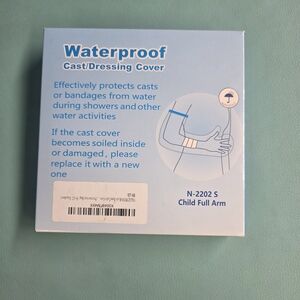 Waterproof
Cast/Dressing Cover
Effectively protects casts
or bandages from water
during showers and other
water activities
If the cast cover
becomes soiled inside
or damaged , please
replace it with a new
one
N-2202 S
Child Full Arm